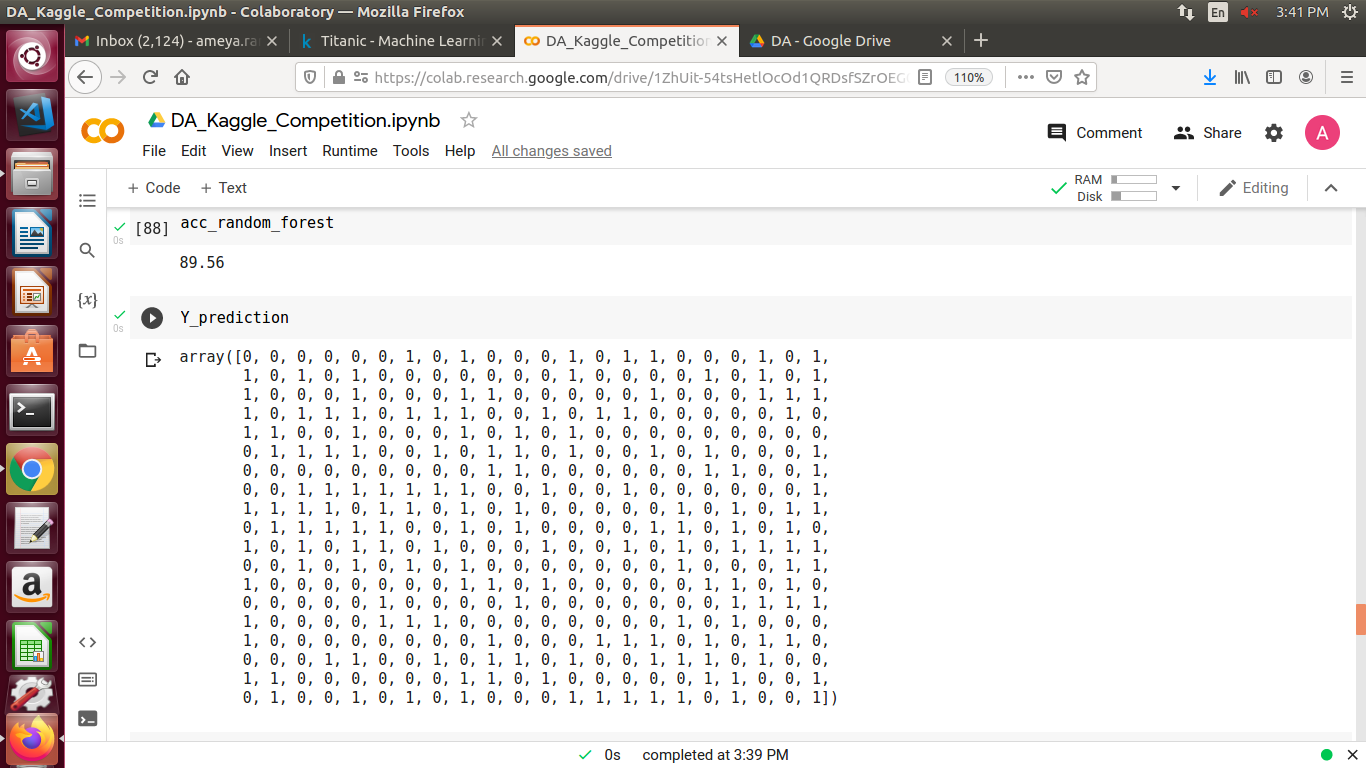 DA_Kaggle_Competition.ipynb - Colaboratory — Mozilla Firefox
En
3:41 PM
Inbox (2,124) - ameya.ra
Titanic - Machine Learnin
DA_Kaggle_Competition
DA - Google Drive
110%
DA_Kaggle_Competition.ipynb
Comment
Share
A
File Edit View Insert Runtime Tools Help All changes saved
+ Code + Text
RAM
Disk
Editing
[88] acc_random_forest
0s
89.56
Y_prediction
0s
array([0, 0, 0, 0, 0, 0, 1, 0, 1, 0, 0, 0, 1, 0, 1, 1, 0, 0, 0, 1, 0, 1,
1, 0, 1, 0, 1, 0, 0, 0, 0, 0, 0, 0, 1, 0, 0, 0, 0, 1, 0, 1, 0, 1,
1, 0, 0, 0, 1, 0, 0, 0, 1, 1, 0, 0, 0, 0, 0, 1, 0, 0, 0, 1, 1, 1,
1, 0, 1, 1, 1, 0, 1, 1, 1, 0, 0, 1, 0, 1, 1, 0, 0, 0, 0, 0, 1, 0,
1, 1, 0, 0, 1, 0, 0, 0, 1, 0, 1, 0, 1, 0, 0, 0, 0, 0, 0, 0, 0, 0,
0, 1, 1, 1, 1, 0, 0, 1, 0, 1, 1, 0, 1, 0, 0, 1, 0, 1, 0, 0, 0, 1,
0, 0, 0, 0, 0, 0, 0, 0, 0, 1, 1, 0, 0, 0, 0, 0, 0, 1, 1, 0, 0, 1,
0, 0, 1, 1, 1, 1, 1, 1, 1, 0, 0, 1, 0, 0, 1, 0, 0, 0, 0, 0, 0, 1,
1, 1, 1, 1, 0, 1, 1, 0, 1, 0, 1, 0, 0, 0, 0, 0, 1, 0, 1, 0, 1, 1,
0, 1, 1, 1, 1, 1, 0, 0, 1, 0, 1, 0, 0, 0, 0, 1, 1, 0, 1, 0, 1, 0,
1, 0, 1, 0, 1, 1, 0, 1, 0, 0, 0, 1, 0, 0, 1, 0, 1, 0, 1, 1, 1, 1,
0, 0, 1, 0, 1, 0, 1, 0, 1, 0, 0, 0, 0, 0, 0, 0, 1, 0, 0, 0, 1, 1,
1, 0, 0, 0, 0, 0, 0, 0, 1, 1, 0, 1, 0, 0, 0, 0, 0, 1, 1, 0, 1, 0,
0, 0, 0, 0, 0, 1, 0, 0, 0, 0, 1, 0, 0, 0, 0, 0, 0, 0, 1, 1, 1, 1,
1, 0, 0, 0, 0, 1, 1, 1, 0, 0, 0, 0, 0, 0, 0, 0, 1, 0, 1, 0, 0, 0,
1, 0, 0, 0, 0, 0, 0, 0, 0, 1, 0, 0, 0, 1, 1, 1, 0, 1, 0, 1, 1, 0,
0, 0, 0, 1, 1, 0, 0, 1, 0, 1, 1, 0, 1, 0, 0, 1, 1, 1, 0, 1, 0, 0,
1, 1, 0, 0, 0, 0, 0, 0, 1, 1, 0, 1, 0, 0, 0, 0, 0, 1, 1, 0, 0, 1,
0, 1, 0, 0, 1, 0, 1, 0, 1, 0, 0, 0, 1, 1, 1, 1, 1, 0, 1, 0, 0, 1])
0s completed at 3:39 PM